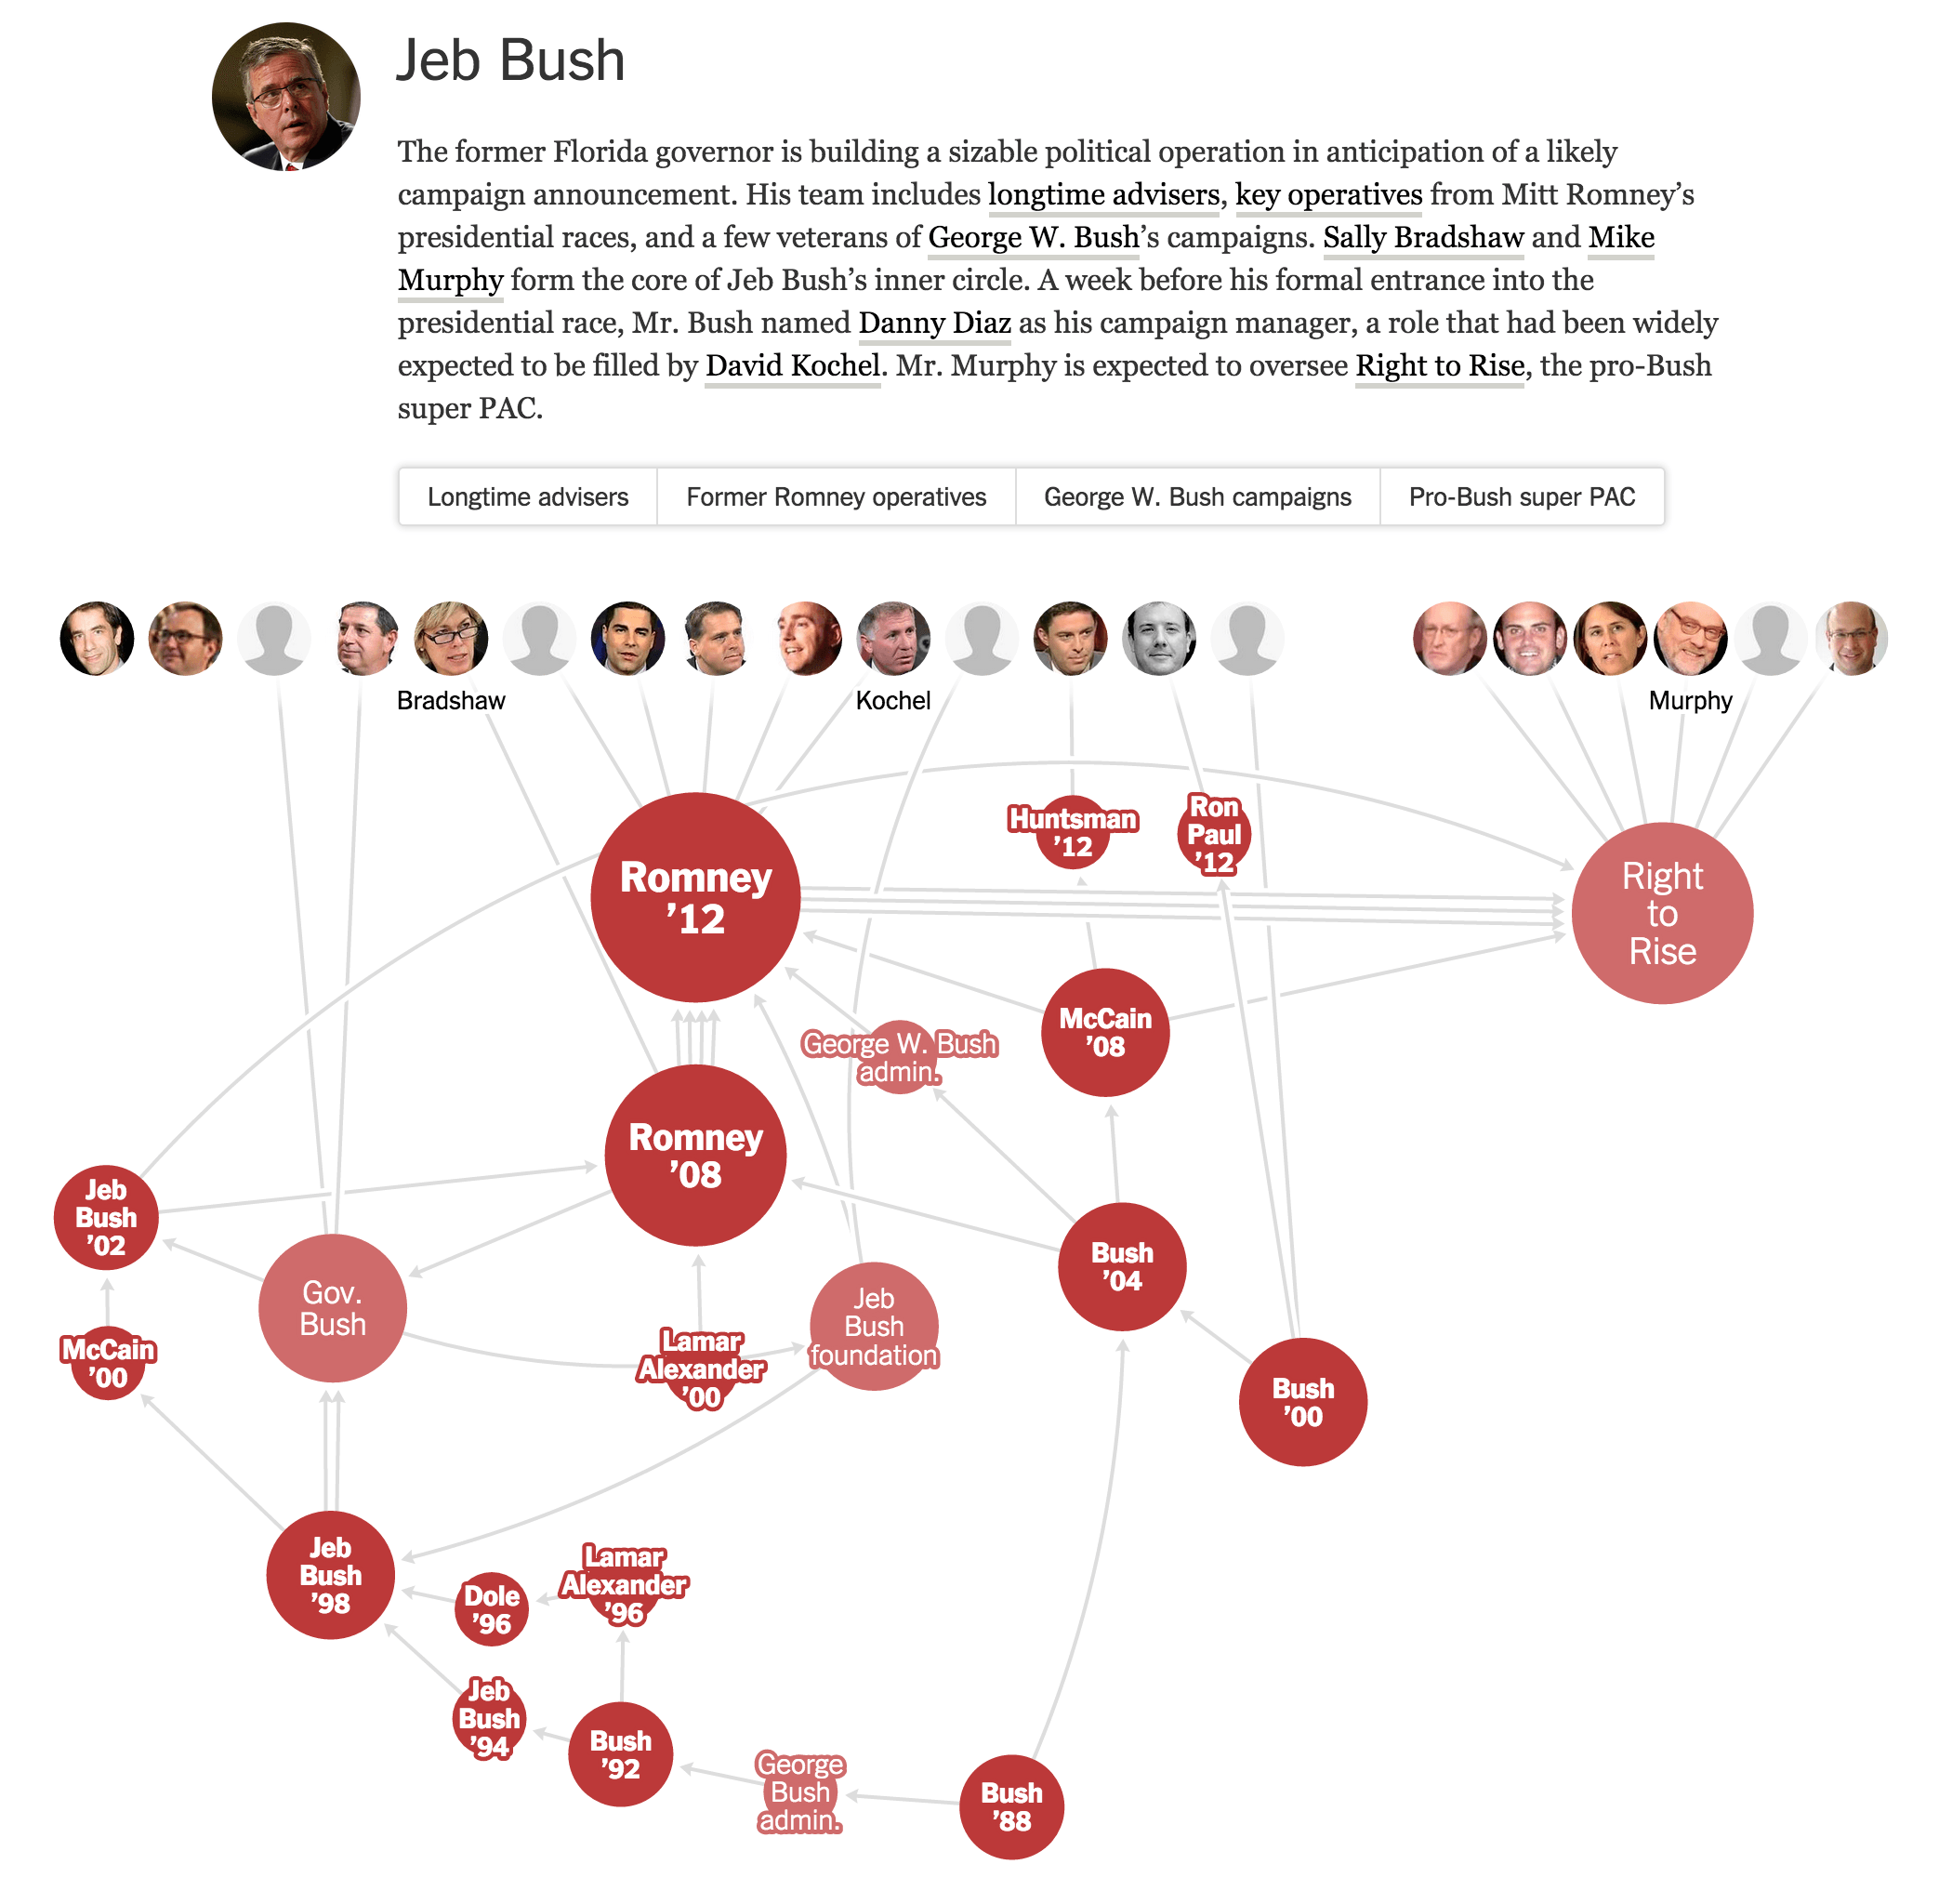 Jeb Bush
The former Florida governor is building a sizable political operation in anticipation of a likely
campaign announcement. His team includes longtime advisers, key operatives from Mitt Romney’s
presidential races, and a few veterans of George W. Bush’s campaigns. Sally Bradshaw and Mike
Murphy form the core of Jeb Bush’s inner circle. A week before his formal entrance into the
presidential race, Mr. Bush named Danny Diaz as his campaign manager, a role that had been widely
expected to be filled by David Kochel. Mr. Murphy is expected to oversee Right to Rise, the pro-Bush
super PAC.
Longtime advisers
Former Romney operatives
George W. Bush campaigns
Pro-Bush super PAC
Bradshaw
Kochel
Murphy
Romney
’12
Huntsman
’12
Ron
Paul
’12
Right
to
Rise
McCain
’08
George W. Bush
admin.
Romney
’08
Jeb
Bush
’02
Gov.
Bush
Bush
’04
Jeb
Bush
foundation
McCain
’00
Lamar
Alexander
’00
Bush
’00
Jeb
Bush
’98
Dole
’96
Lamar
Alexander
’96
Jeb
Bush
’94
Bush
’92
George
Bush
admin.
Bush
’88